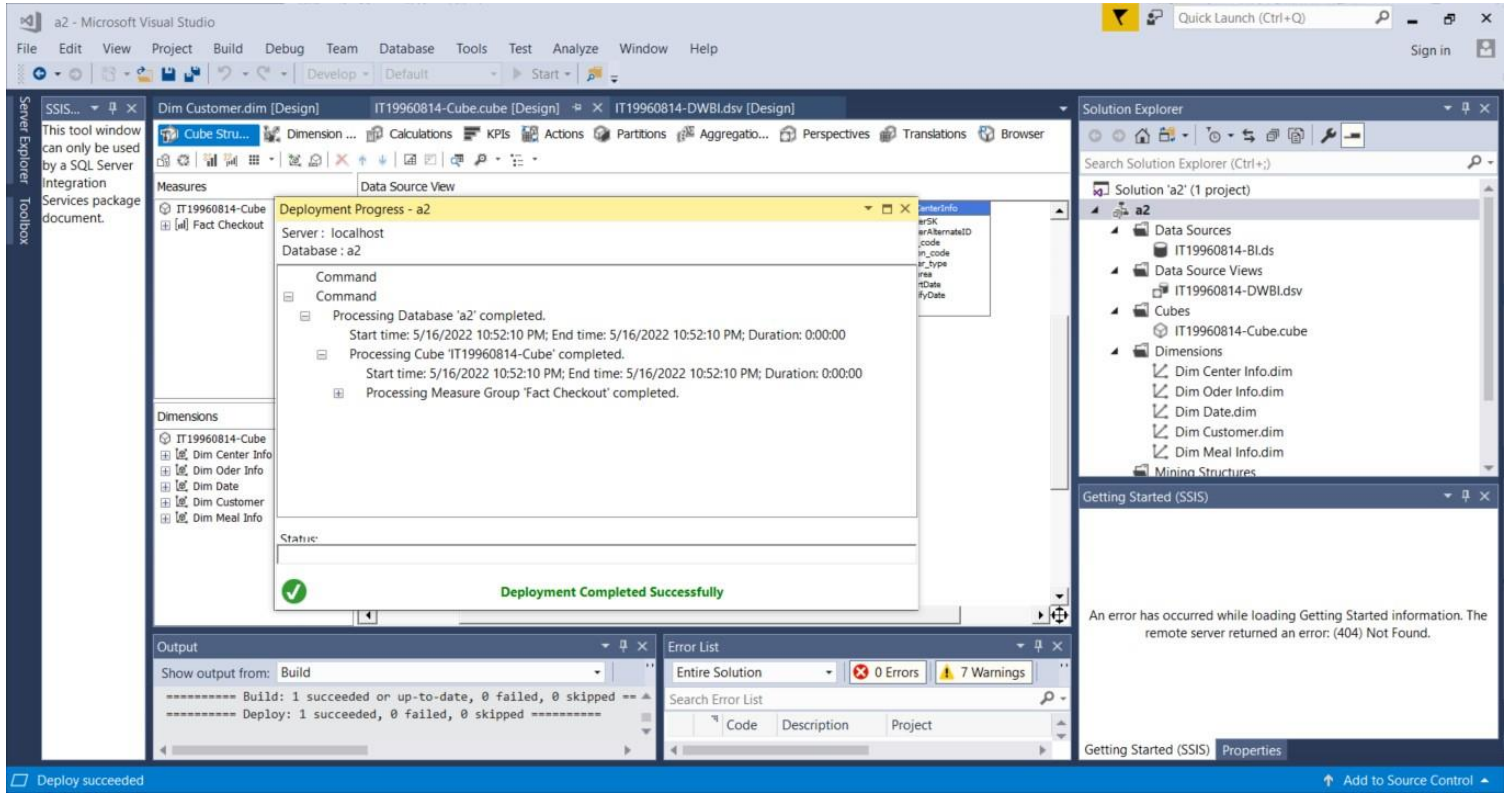 a2 - Microsoft Visual Studio
Quick Launch (Ctrl+Q)
File Edit View Project Build Debug Team Database Tools Test Analyze Window Help
Sign in
Develop Default Start
Server Explorer
Toolbox
SSIS...
This tool window
can only be used
by a SQL Server
Integration
Services package
document.
Dim Customer.dim [Design] IT19960814-Cube.cube [Design] IT19960814-DWBI.dsv [Design]
Cube Stru... Dimension ... Calculations KPIs Actions Partitions Aggregatio... Perspectives Translations Browser
Measures
IT19960814-Cube
Fact Checkout
Data Source View
CenterInfo
erSK
erAlternateID
_code
on_code
er_type
rea
rtDate
fyDate
Deployment Progress - a2
Server : localhost
Database : a2
Command
Command
Processing Database 'a2' completed.
Start time: 5/16/2022 10:52:10 PM; End time: 5/16/2022 10:52:10 PM; Duration: 0:00:00
Processing Cube 'IT19960814-Cube' completed.
Start time: 5/16/2022 10:52:10 PM; End time: 5/16/2022 10:52:10 PM; Duration: 0:00:00
Processing Measure Group 'Fact Checkout' completed.
Status:
Deployment Completed Successfully
Dimensions
IT19960814-Cube
Dim Center Info
Dim Oder Info
Dim Date
Dim Customer
Dim Meal Info
Output
Show output from: Build
========== Build: 1 succeeded or up-to-date, 0 failed, 0 skipped ==
========== Deploy: 1 succeeded, 0 failed, 0 skipped ==========
Error List
Entire Solution 0 Errors 7 Warnings
Search Error List
Code Description Project
Solution Explorer
Search Solution Explorer (Ctrl+;)
Solution 'a2' (1 project)
a2
Data Sources
IT19960814-BI.ds
Data Source Views
IT19960814-DWBI.dsv
Cubes
IT19960814-Cube.cube
Dimensions
Dim Center Info.dim
Dim Oder Info.dim
Dim Date.dim
Dim Customer.dim
Dim Meal Info.dim
Mining Structures
Getting Started (SSIS)
An error has occurred while loading Getting Started information. The
remote server returned an error: (404) Not Found.
Getting Started (SSIS) Properties
Deploy succeeded
Add to Source Control